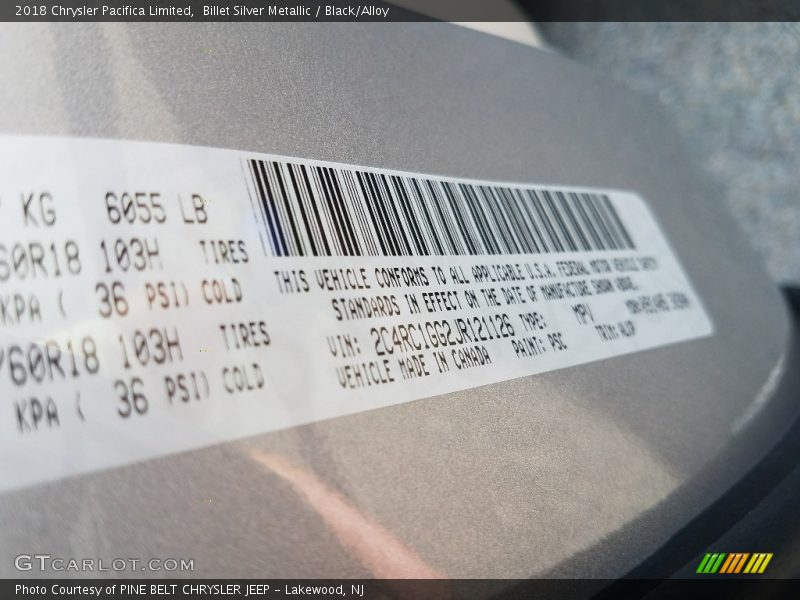 2018 Chrysler Pacifica Limited,  Billet Silver Metallic / Black/Alloy
KG 6055 LB
60R18 103H TIRES
KPA ( 36 PSI) COLD
/60R18 103H TIRES
KPA ( 36 PSI) COLD
THIS VEHICLE CONFORMS TO ALL APPLICABLE U.S.A. FEDERAL MOTOR VEHICLE SAFETY
STANDARDS IN EFFECT ON THE DATE OF MANUFACTURE SHOWN ABOVE.
VIN: 2C4RC1GG2JR121126 TYPE: MPV
VEHICLE MADE IN CANADA PAINT: PSC TRIM:
GTCARLOT.COM
Photo Courtesy of PINE BELT CHRYSLER JEEP - Lakewood, NJ